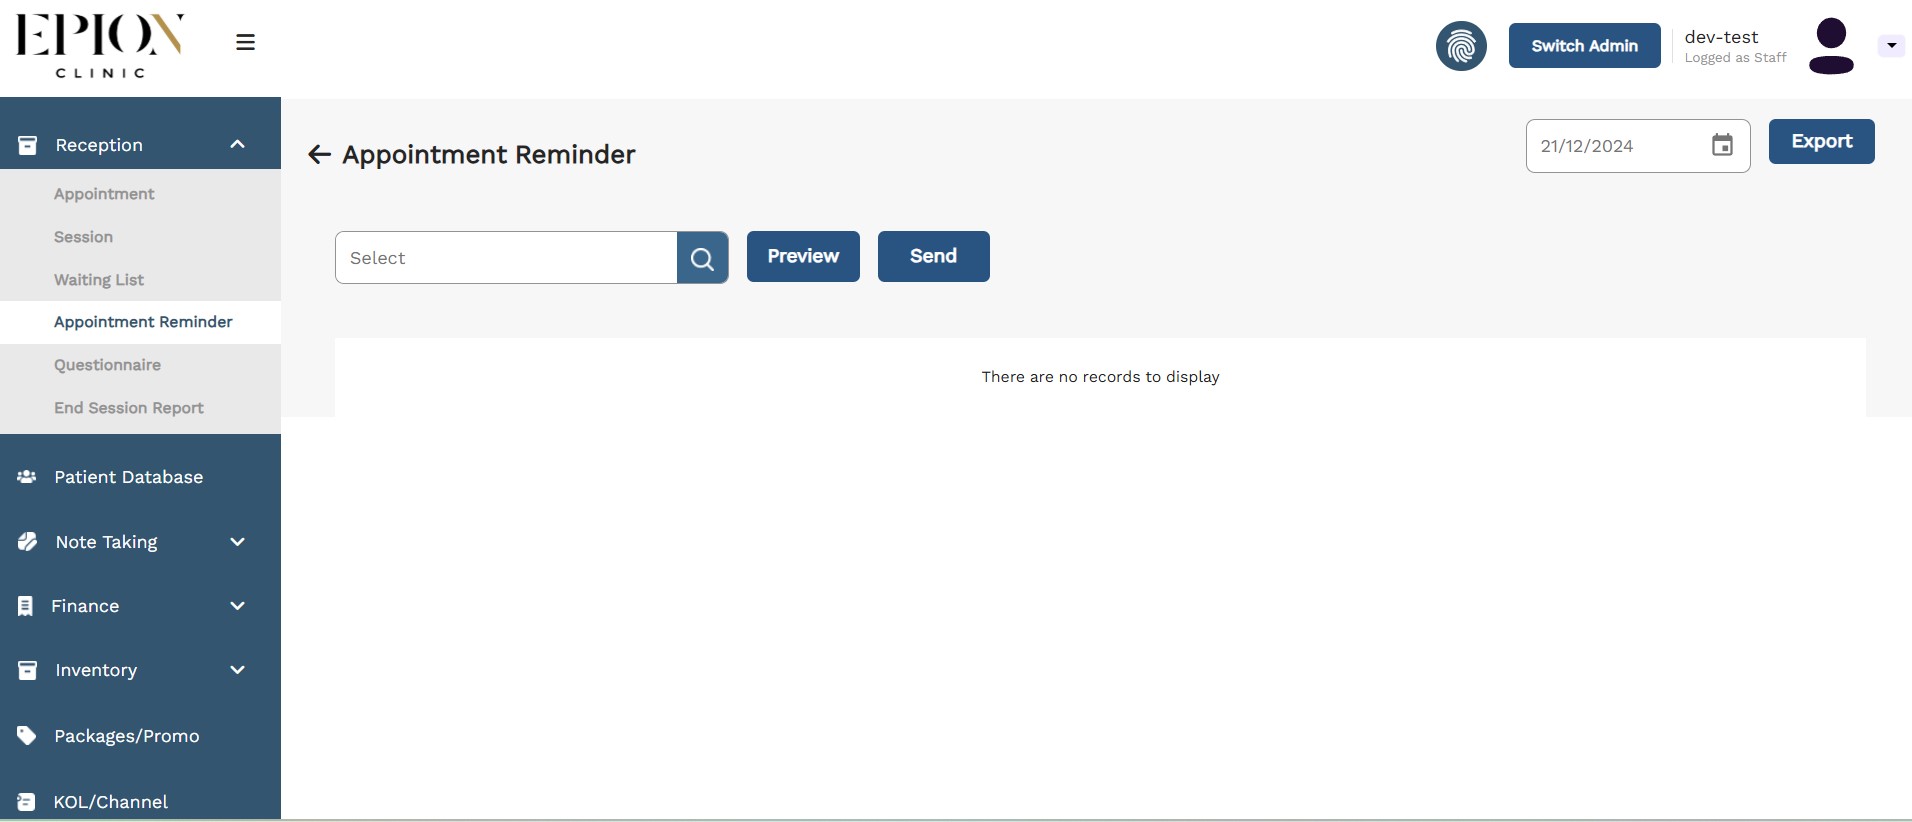 EPION
CLINIC
Switch Admin
dev-test
Logged as Staff
Reception
Appointment
Session
Waiting List
Appointment Reminder
Questionnaire
End Session Report
Patient Database
Note Taking
Finance
Inventory
Packages/Promo
KOL/Channel
Appointment Reminder
21/12/2024
Export
Select
Preview
Send
There are no records to display